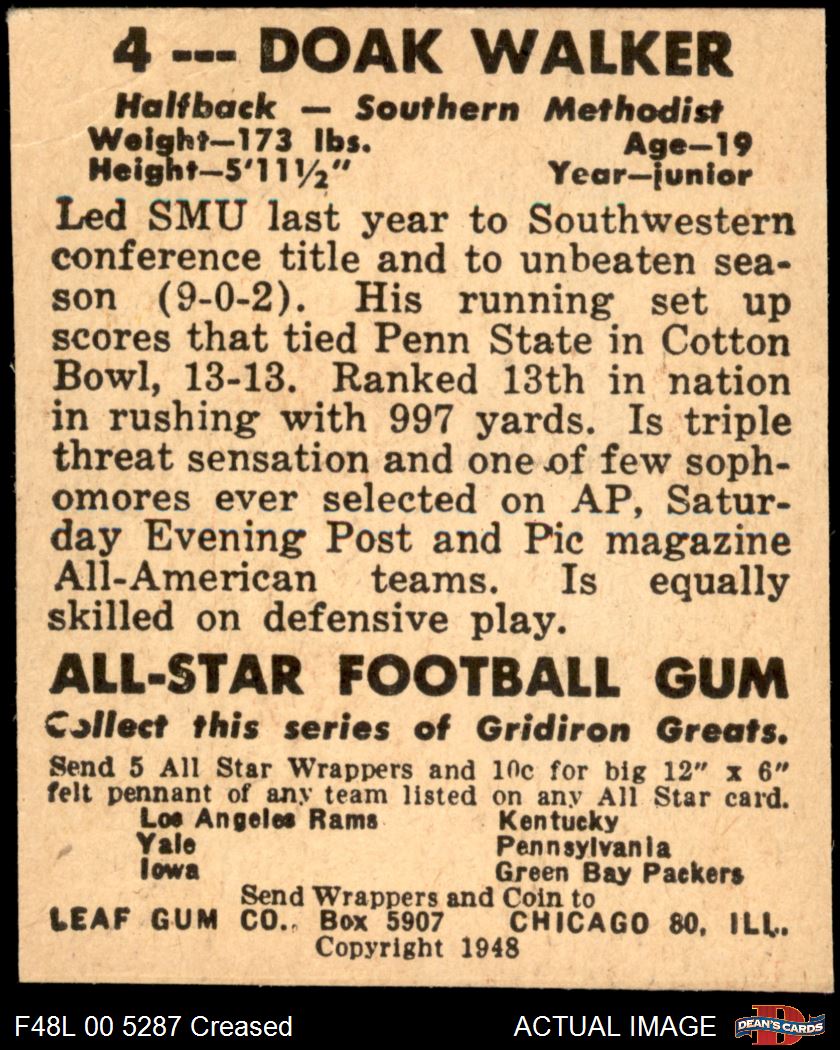 4 --- DOAK WALKER
Halfback — Southern Methodist
Weight—173 lbs. Age—19
Height—5'11½" Year—junior
Led SMU last year to Southwestern
conference title and to unbeaten sea-
son (9-0-2). His running set up
scores that tied Penn State in Cotton
Bowl, 13-13. Ranked 13th in nation
in rushing with 997 yards. Is triple
threat sensation and one of few soph-
omores ever selected on AP, Satur-
day Evening Post and Pic magazine
All-American teams. Is equally
skilled on defensive play.
ALL-STAR FOOTBALL GUM
Collect this series of Gridiron Greats.
Send 5 All Star Wrappers and 10c for big 12" x 6"
felt pennant of any team listed on any All Star card.
Los Angeles Rams Kentucky
Yale Pennsylvania
Iowa Green Bay Packers
Send Wrappers and Coin to
LEAF GUM CO., Box 5907 CHICAGO 80, ILL.
Copyright 1948
F48L 00 5287 Creased ACTUAL IMAGE DEAN'S CARDS